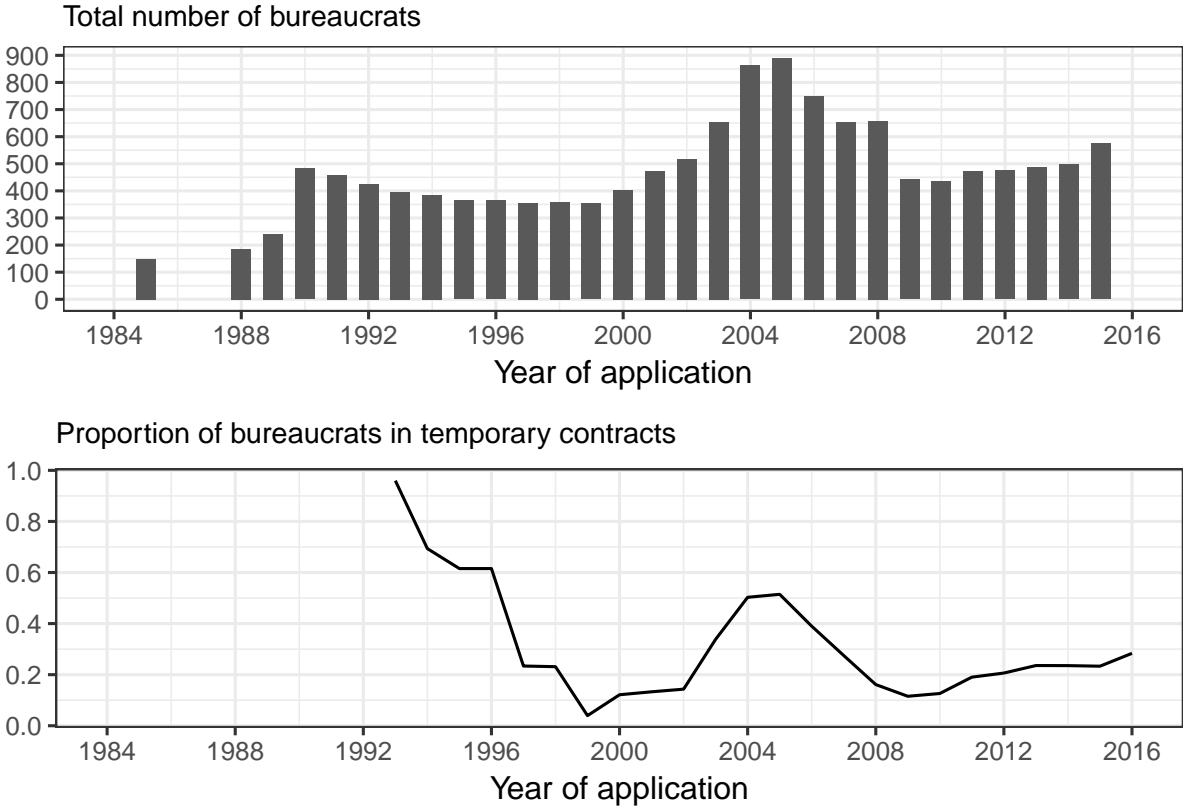 Total number of bureaucrats
900
800
700
600
500
400
300
200
100
0
1984 1988 1992 1996 2000 2004 2008 2012 2016
Year of application
Proportion of bureaucrats in temporary contracts
1.0
0.8
0.6
0.4
0.2
0.0
1984 1988 1992 1996 2000 2004 2008 2012 2016
Year of application